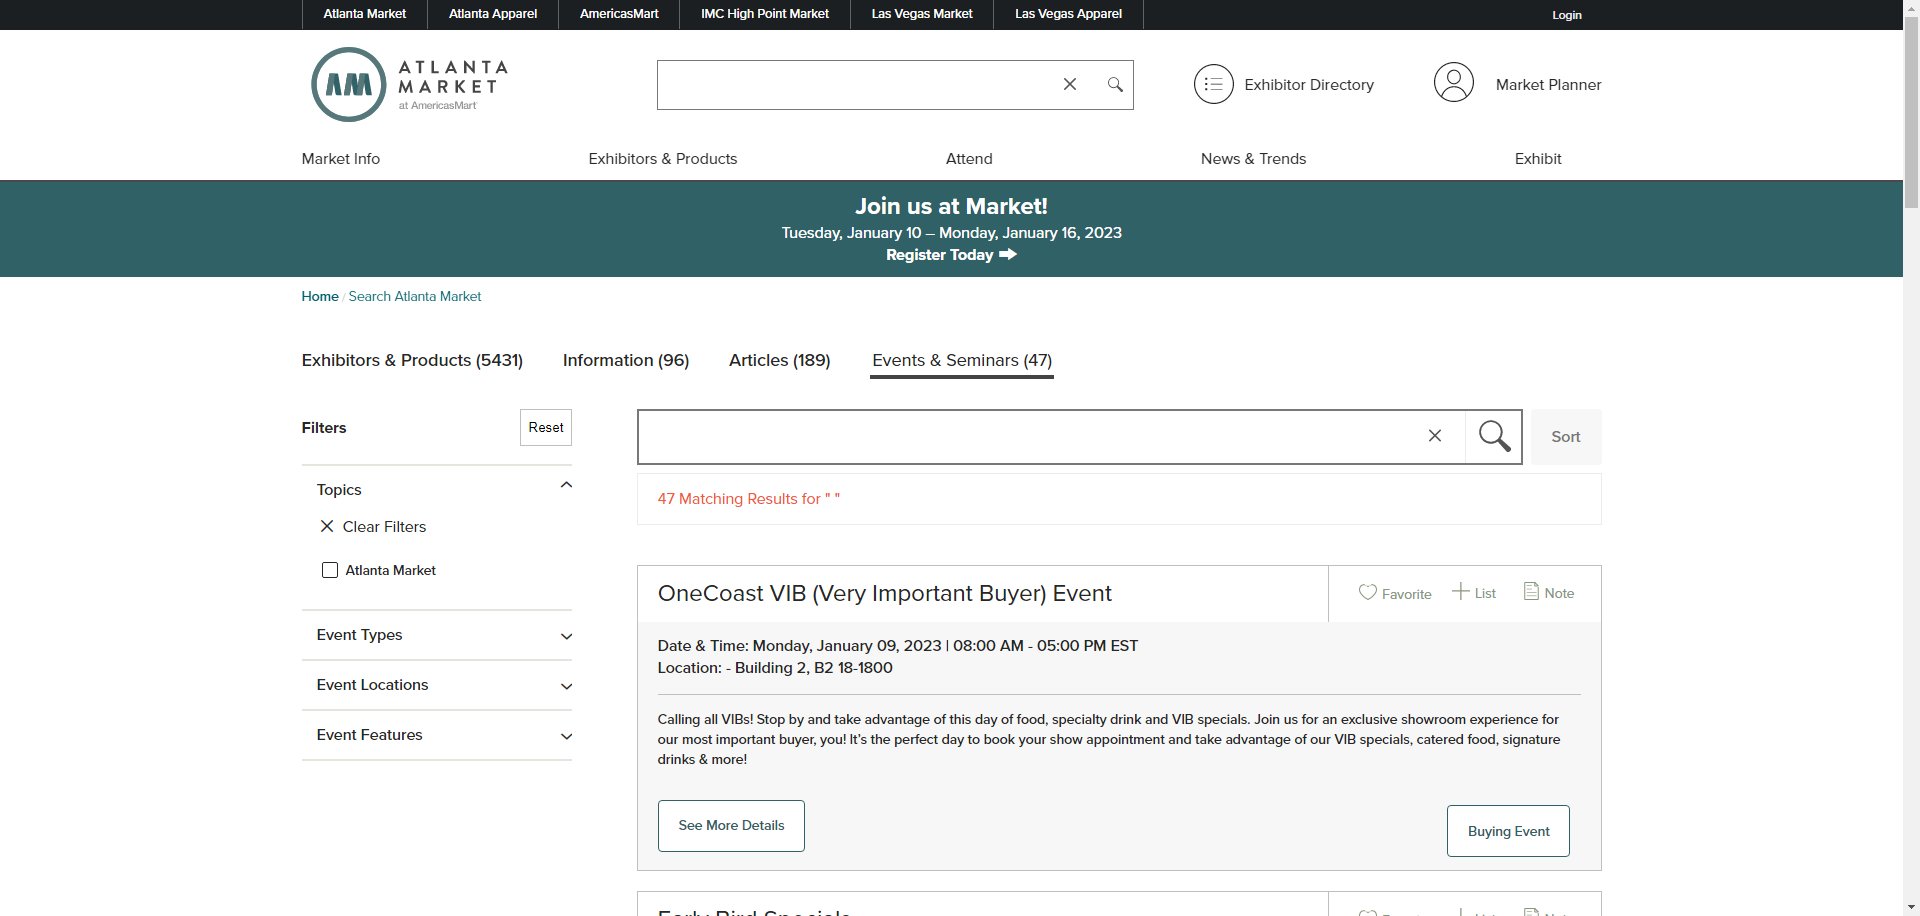 Atlanta Market
Atlanta Apparel
AmericasMart
IMC High Point Market
Las Vegas Market
Las Vegas Apparel
Login
AM
ATLANTA
MARKET
at AmericasMart
Exhibitor Directory
Market Planner
Market Info
Exhibitors & Products
Attend
News & Trends
Exhibit
Join us at Market!
Tuesday, January 10 – Monday, January 16, 2023
Register Today
Home / Search Atlanta Market
Exhibitors & Products (5431)
Information (96)
Articles (189)
Events & Seminars (47)
Filters
Reset
Sort
Topics
Clear Filters
Atlanta Market
Event Types
Event Locations
Event Features
47 Matching Results for " "
OneCoast VIB (Very Important Buyer) Event
Favorite
List
Note
Date & Time: Monday, January 09, 2023 | 08:00 AM - 05:00 PM EST
Location: - Building 2, B2 18-1800
Calling all VIBs! Stop by and take advantage of this day of food, specialty drink and VIB specials. Join us for an exclusive showroom experience for
our most important buyer, you! It's the perfect day to book your show appointment and take advantage of our VIB specials, catered food, signature
drinks & more!
See More Details
Buying Event
Early Bird Specials